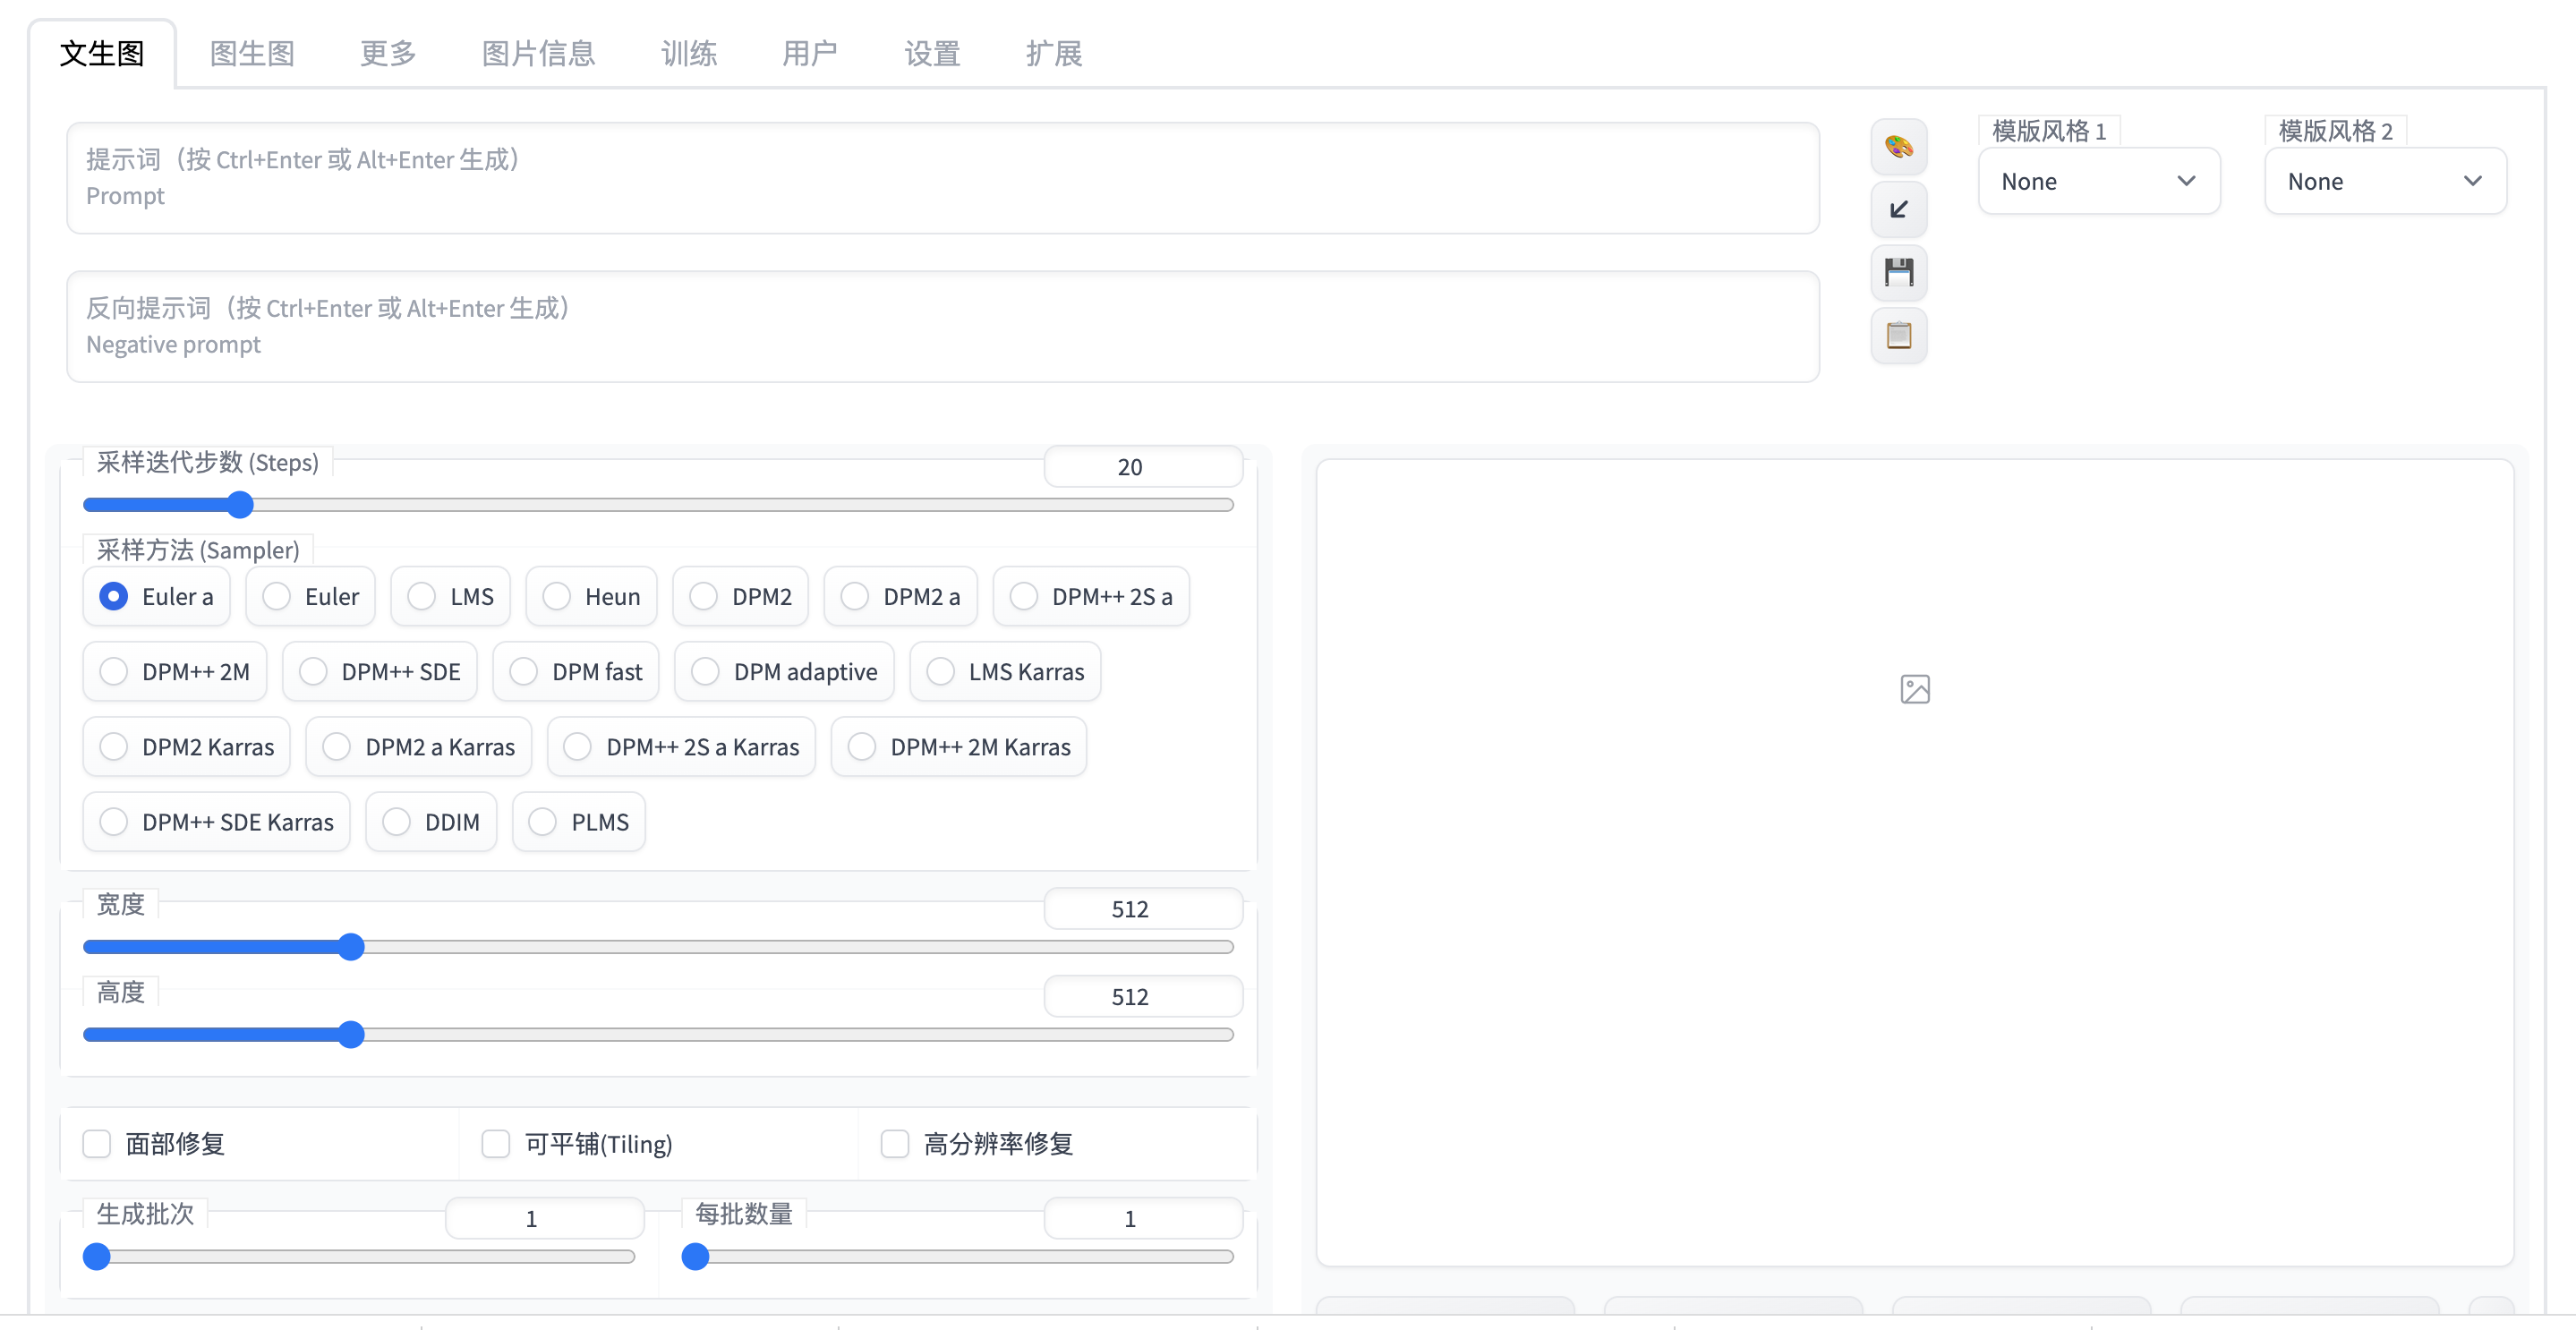 文生图 图生图 更多 图片信息 训练 用户 设置 扩展
提示词（按 Ctrl+Enter 或 Alt+Enter 生成）
Prompt
模版风格 1
None
模版风格 2
None
反向提示词（按 Ctrl+Enter 或 Alt+Enter 生成）
Negative prompt
采样迭代步数 (Steps) 20
采样方法 (Sampler)
Euler a Euler LMS Heun DPM2 DPM2 a DPM++ 2S a
DPM++ 2M DPM++ SDE DPM fast DPM adaptive LMS Karras
DPM2 Karras DPM2 a Karras DPM++ 2S a Karras DPM++ 2M Karras
DPM++ SDE Karras DDIM PLMS
宽度 512
高度 512
面部修复 可平铺(Tiling) 高分辨率修复
生成批次 1 每批数量 1